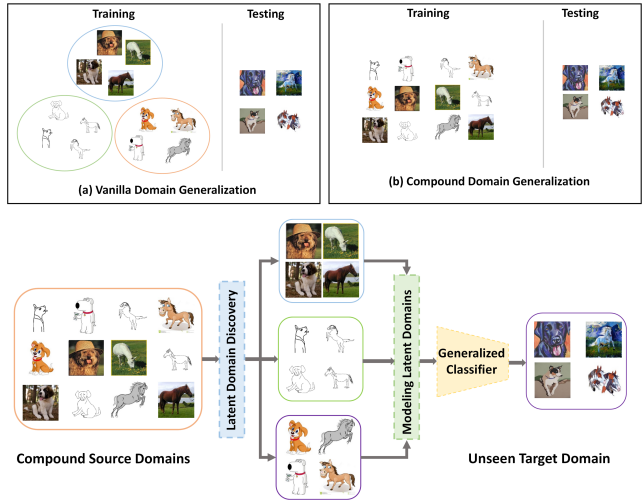 Training
Testing
(a) Vanilla Domain Generalization
Training
Testing
(b) Compound Domain Generalization
Latent Domain Discovery
Modeling Latent Domains
Generalized
Classifier
Compound Source Domains
Unseen Target Domain